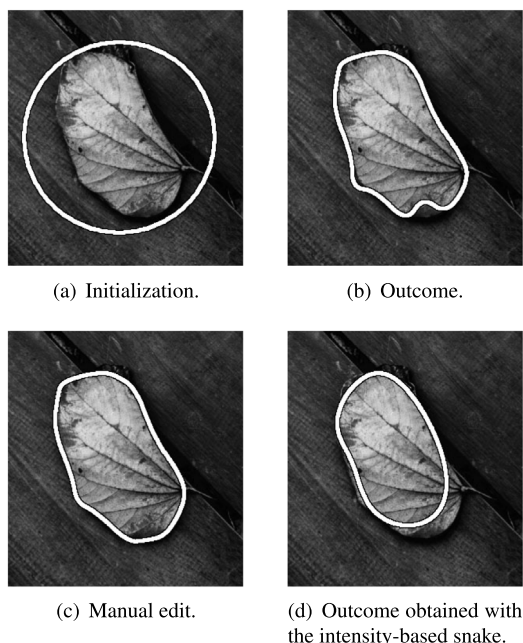 (a) Initialization.
(b) Outcome.
(c) Manual edit.
(d) Outcome obtained with
the intensity-based snake.